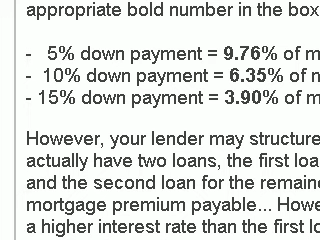 appropriate bold number in the box
- 5% down payment = 9.76% of m
- 10% down payment = 6.35% of m
- 15% down payment = 3.90% of m
However, your lender may structure
actually have two loans, the first loa
and the second loan for the remaine
mortgage premium payable... Howe
a higher interest rate than the first lo